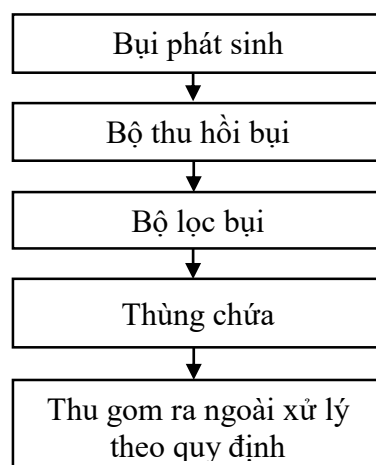 Bụi phát sinh
Bộ thu hồi bụi
Bộ lọc bụi
Thùng chứa
Thu gom ra ngoài xử lý
theo quy định